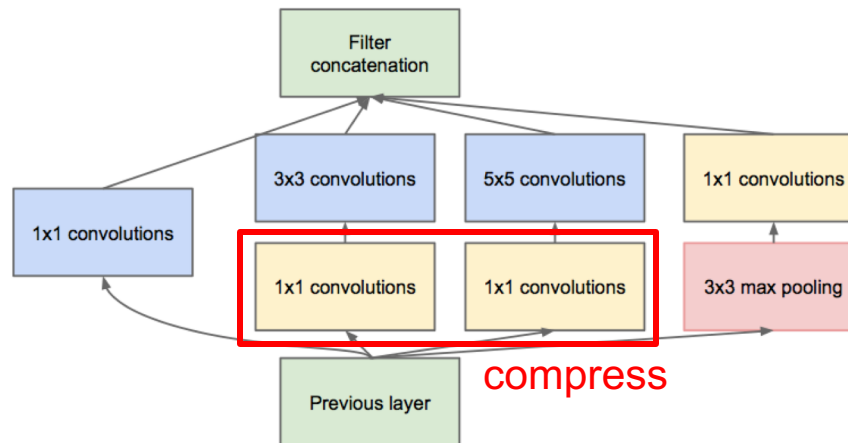 Filter
concatenation
3x3 convolutions
5x5 convolutions
1x1 convolutions
1x1 convolutions
1x1 convolutions
1x1 convolutions
3x3 max pooling
compress
Previous layer